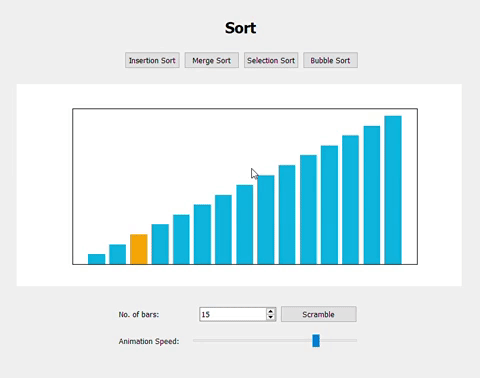 Sort
Insertion Sort Merge Sort Selection Sort Bubble Sort
No. of bars: 15 Scramble
Animation Speed: